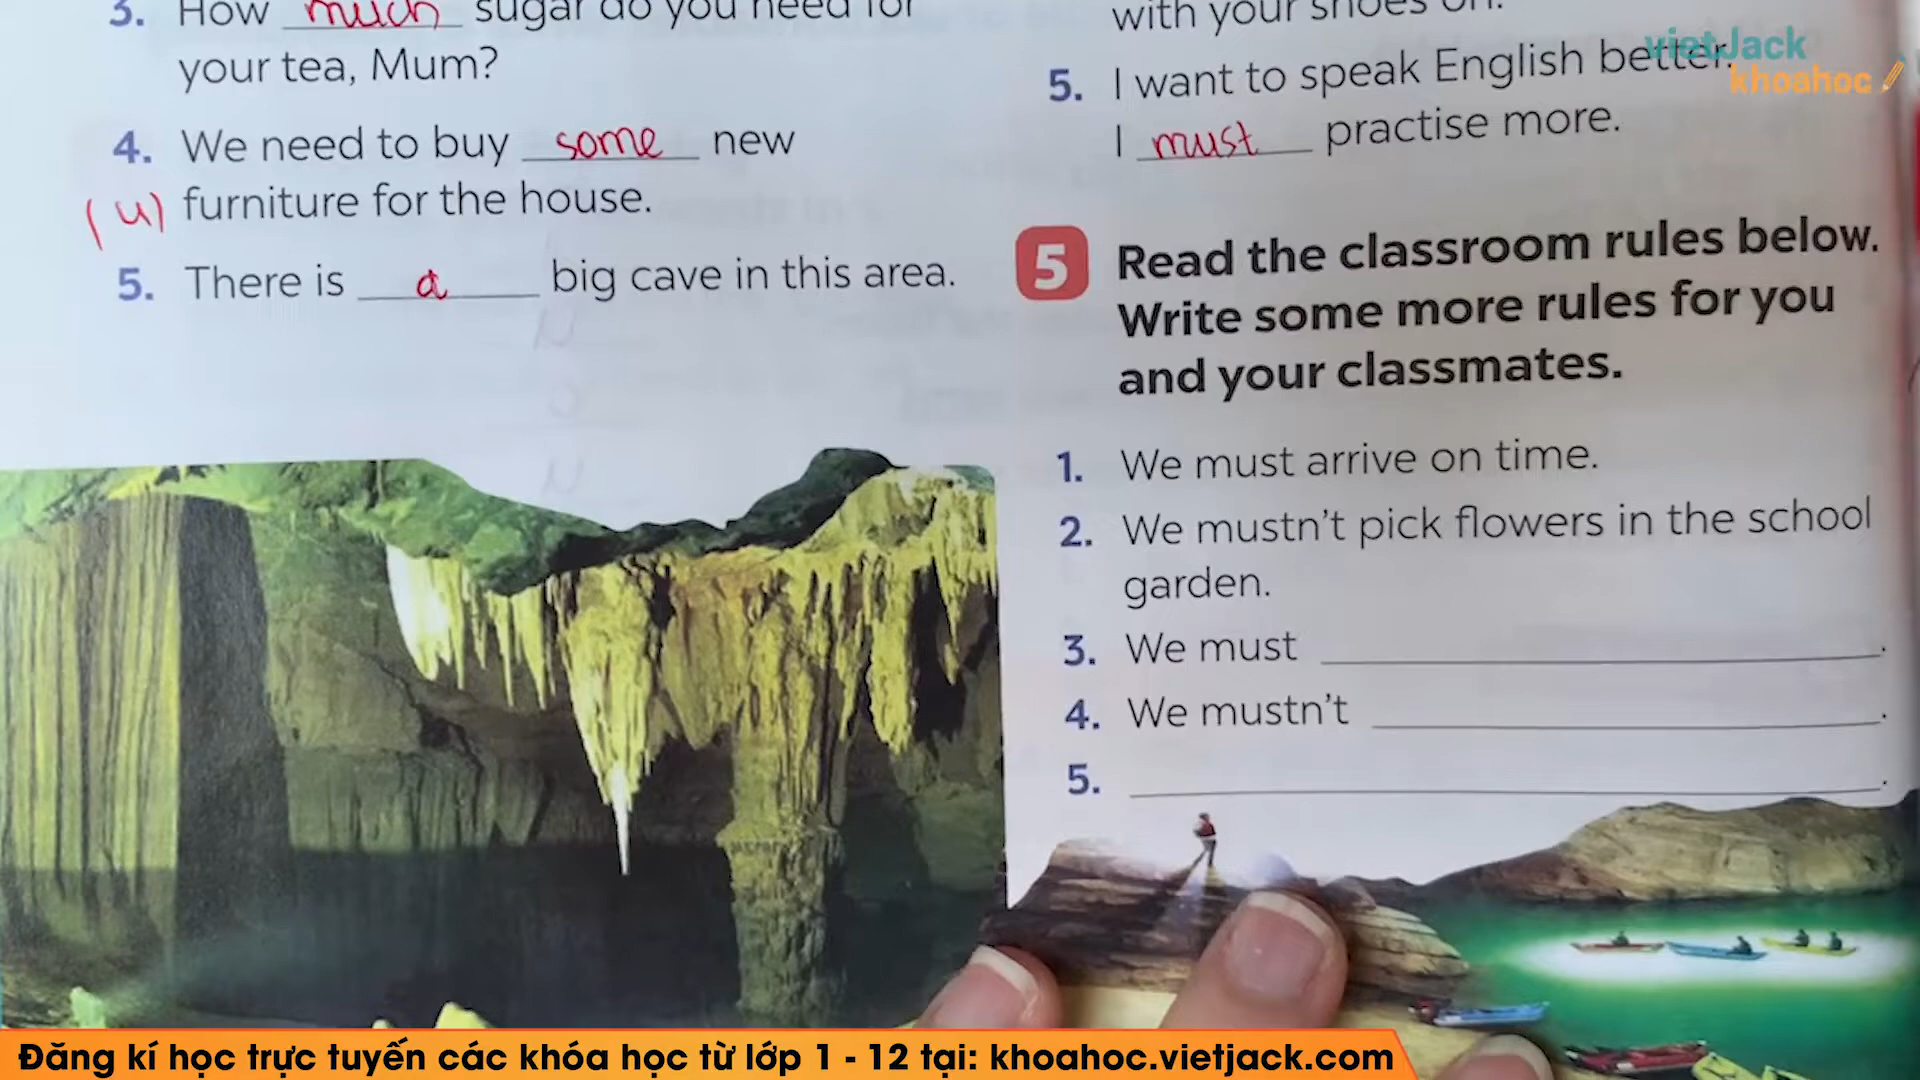 3. How much sugar do you need for
your tea, Mum?
4. We need to buy some new
(u) furniture for the house.
5. There is a big cave in this area.
with your shoes on.
5. I want to speak English better.
I must practise more.
5 Read the classroom rules below.
Write some more rules for you
and your classmates.
1. We must arrive on time.
2. We mustn't pick flowers in the school
garden.
3. We must ____________.
4. We mustn't ____________.
5. ____________.
vietJack
khoahoc
Đăng kí học trực tuyến các khóa học từ lớp 1 - 12 tại: khoahoc.vietjack.com